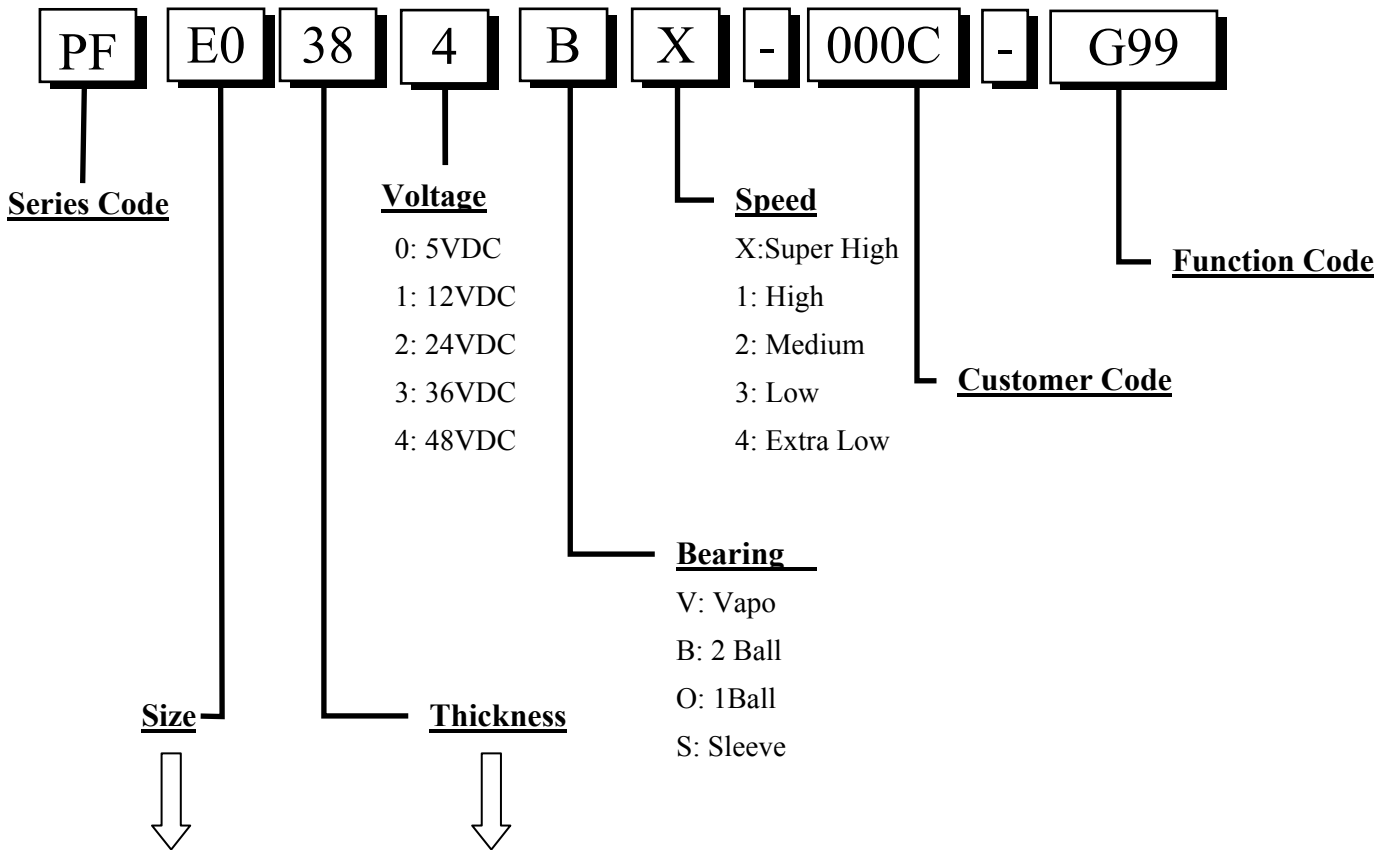 PF E0 38 4 B X - 000C - G99
Series Code
Voltage
0: 5VDC
1: 12VDC
2: 24VDC
3: 36VDC
4: 48VDC
Speed
X:Super High
1: High
2: Medium
3: Low
4: Extra Low
Function Code
Customer Code
Bearing
V: Vapo
B: 2 Ball
O: 1Ball
S: Sleeve
Size
Thickness